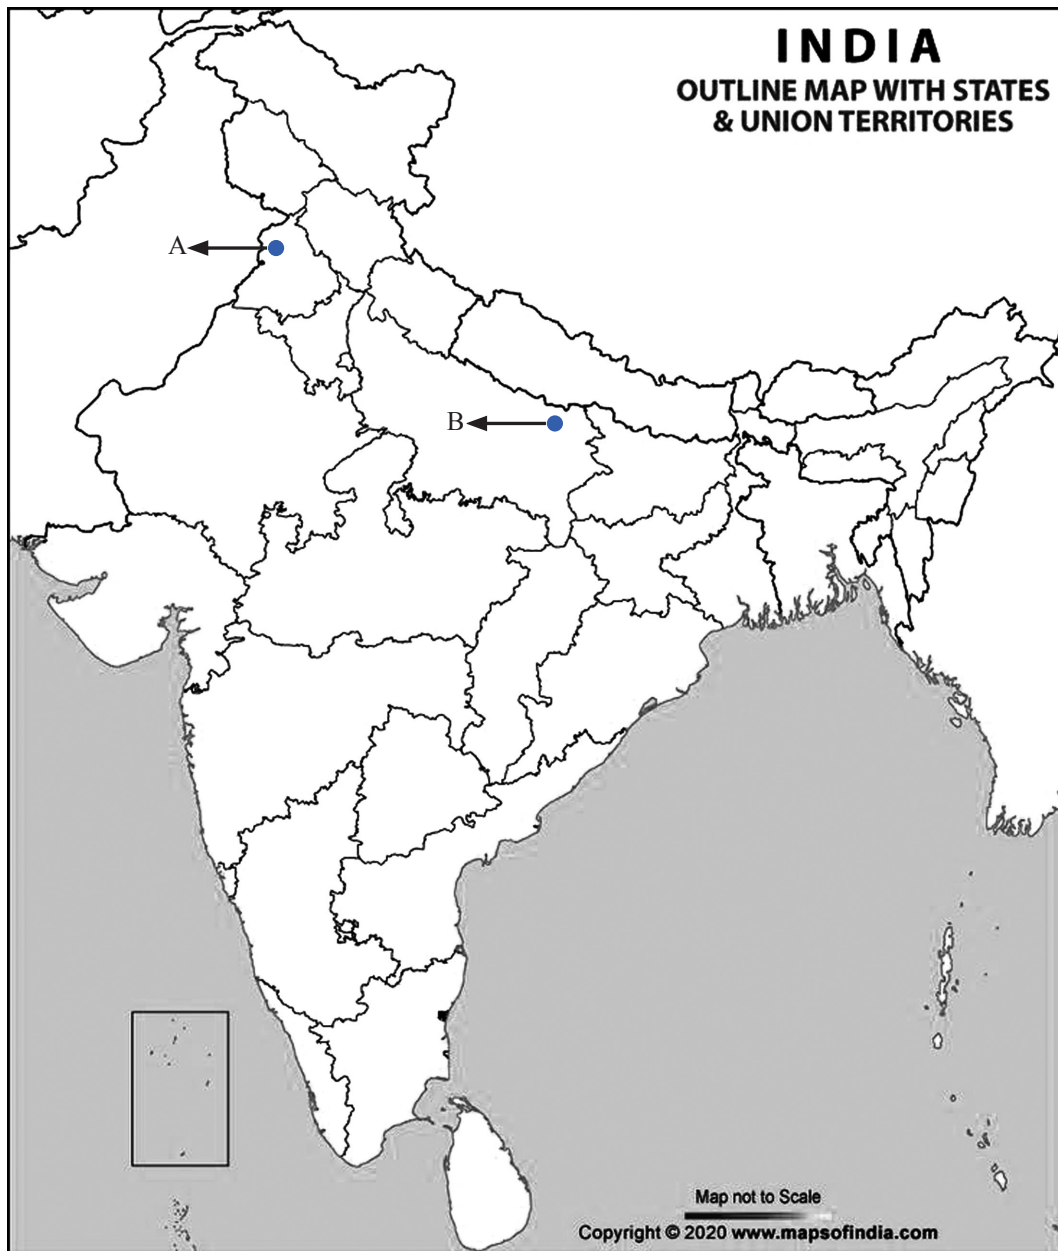 INDIA
OUTLINE MAP WITH STATES
& UNION TERRITORIES
A
B
Map not to Scale
Copyright © 2020 www.mapsofindia.com